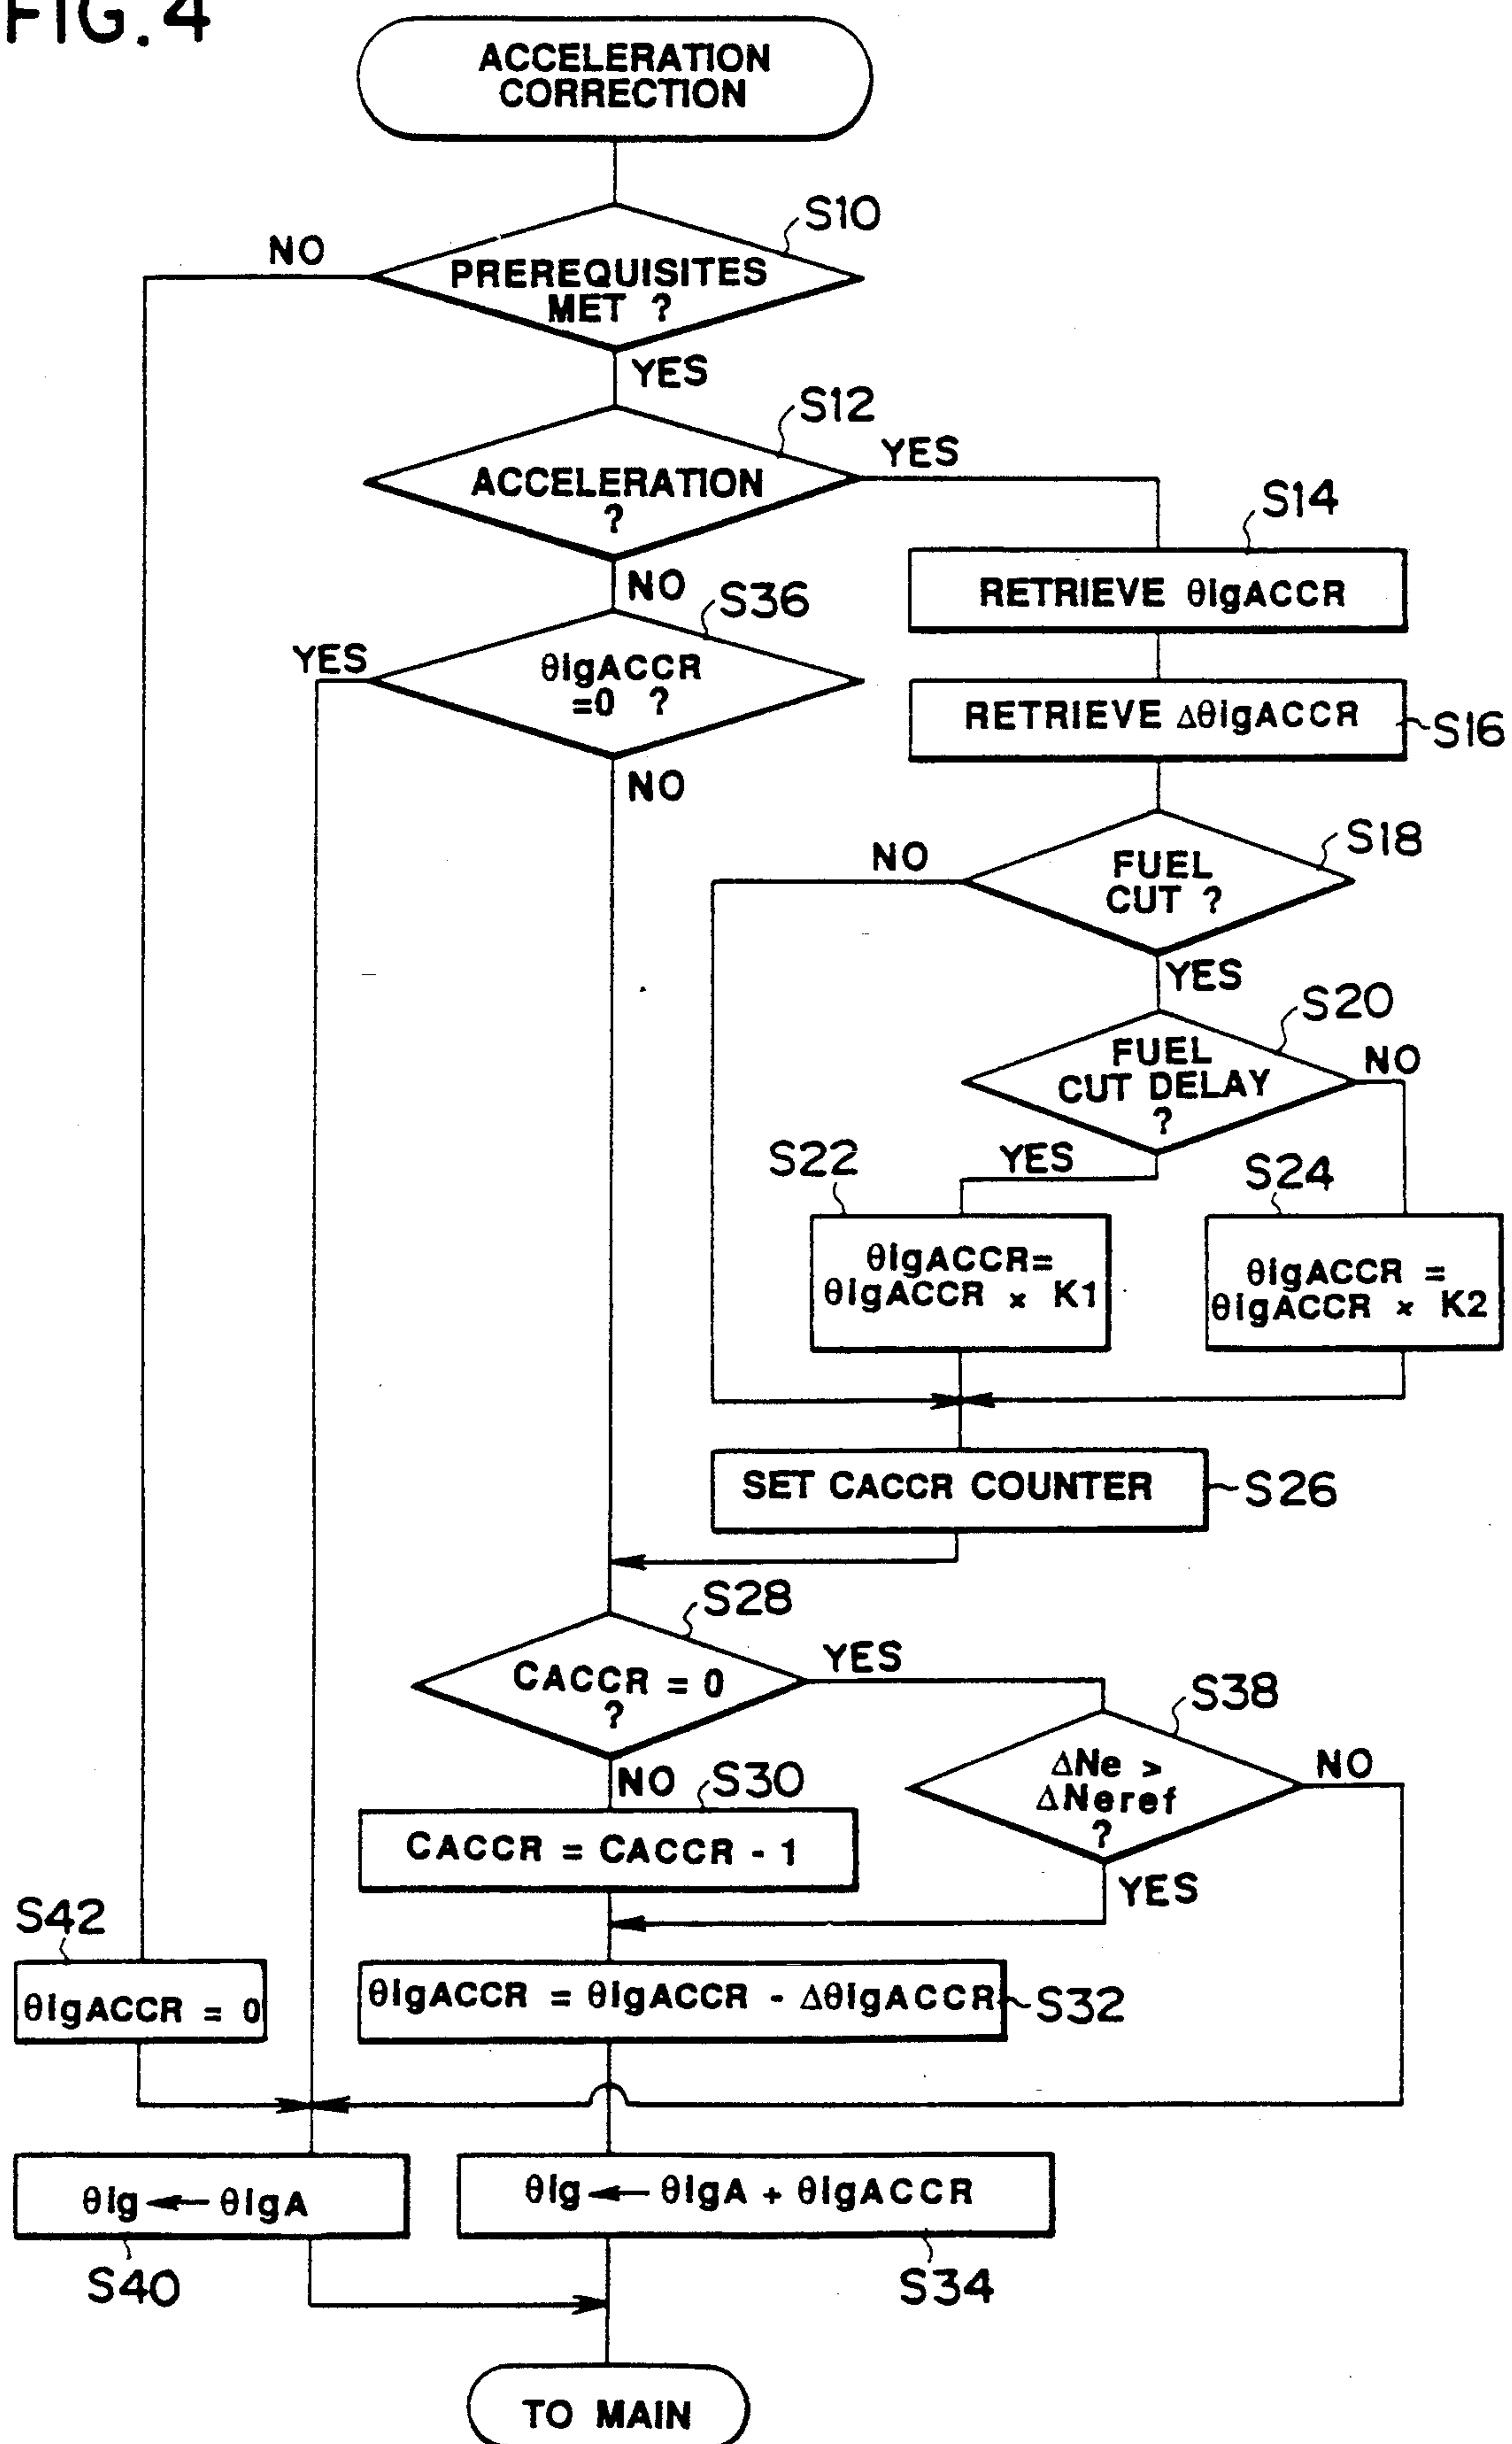 FIG. 4
ACCELERATION
CORRECTION
S10
NO
PREREQUISITES
MET ?
YES
S12
YES
ACCELERATION
?
S14
NO
S36
RETRIEVE θIgACCR
YES
θIgACCR
=0 ?
RETRIEVE ΔθIgACCR
S16
NO
S18
NO
FUEL
CUT ?
YES
S20
FUEL
CUT DELAY
?
NO
S22
YES
S24
θIgACCR=
θIgACCR × K1
θIgACCR =
θIgACCR × K2
SET CACCR COUNTER
S26
S28
YES
CACCR = 0
?
S38
NO
S30
ΔNe >
ΔNeref
?
NO
CACCR = CACCR - 1
YES
S42
θIgACCR = 0
θIgACCR = θIgACCR - ΔθIgACCR
S32
θIg ← θIgA
θIg ← θIgA + θIgACCR
S40
S34
TO MAIN